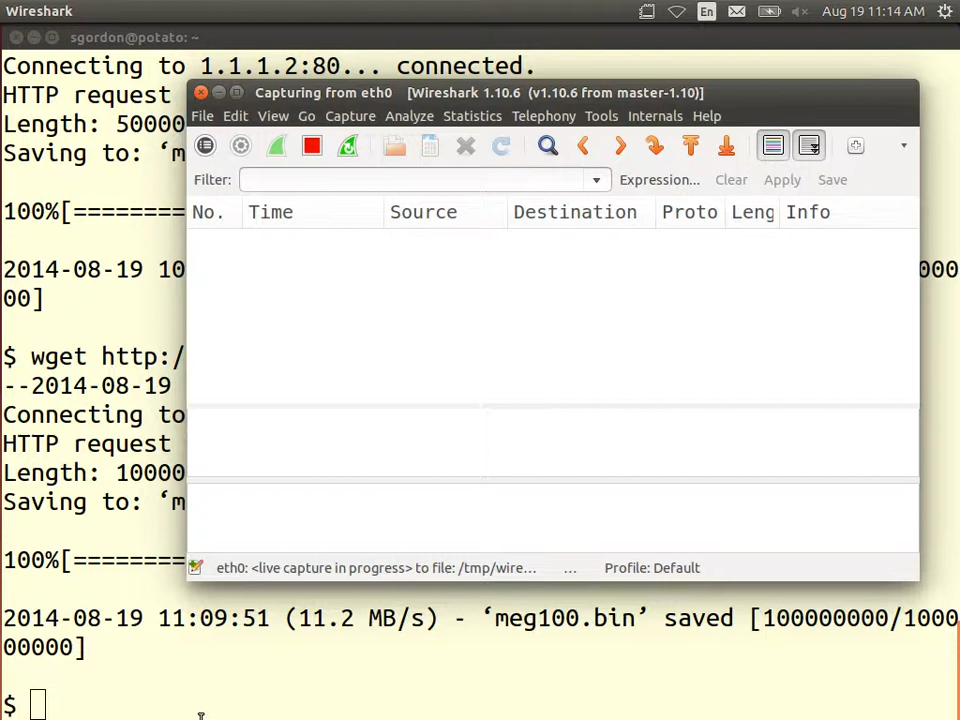 Wireshark
En
Aug 19 11:14 AM
sgordon@potato: ~
Connecting to 1.1.1.2:80... connected.
HTTP request
Length: 50000
Saving to: ‘m
100%[========
2014-08-19 10
000
00]
$ wget http:/
--2014-08-19
Connecting to
HTTP request
Length: 10000
Saving to: ‘m
100%[========
2014-08-19 11:09:51 (11.2 MB/s) - ‘meg100.bin’ saved [100000000/1000
00000]
$
Capturing from eth0 [Wireshark 1.10.6 (v1.10.6 from master-1.10)]
File Edit View Go Capture Analyze Statistics Telephony Tools Internals Help
Filter: Expression... Clear Apply Save
No. Time Source Destination Proto Leng Info
eth0: <live capture in progress> to file: /tmp/wire... ... Profile: Default